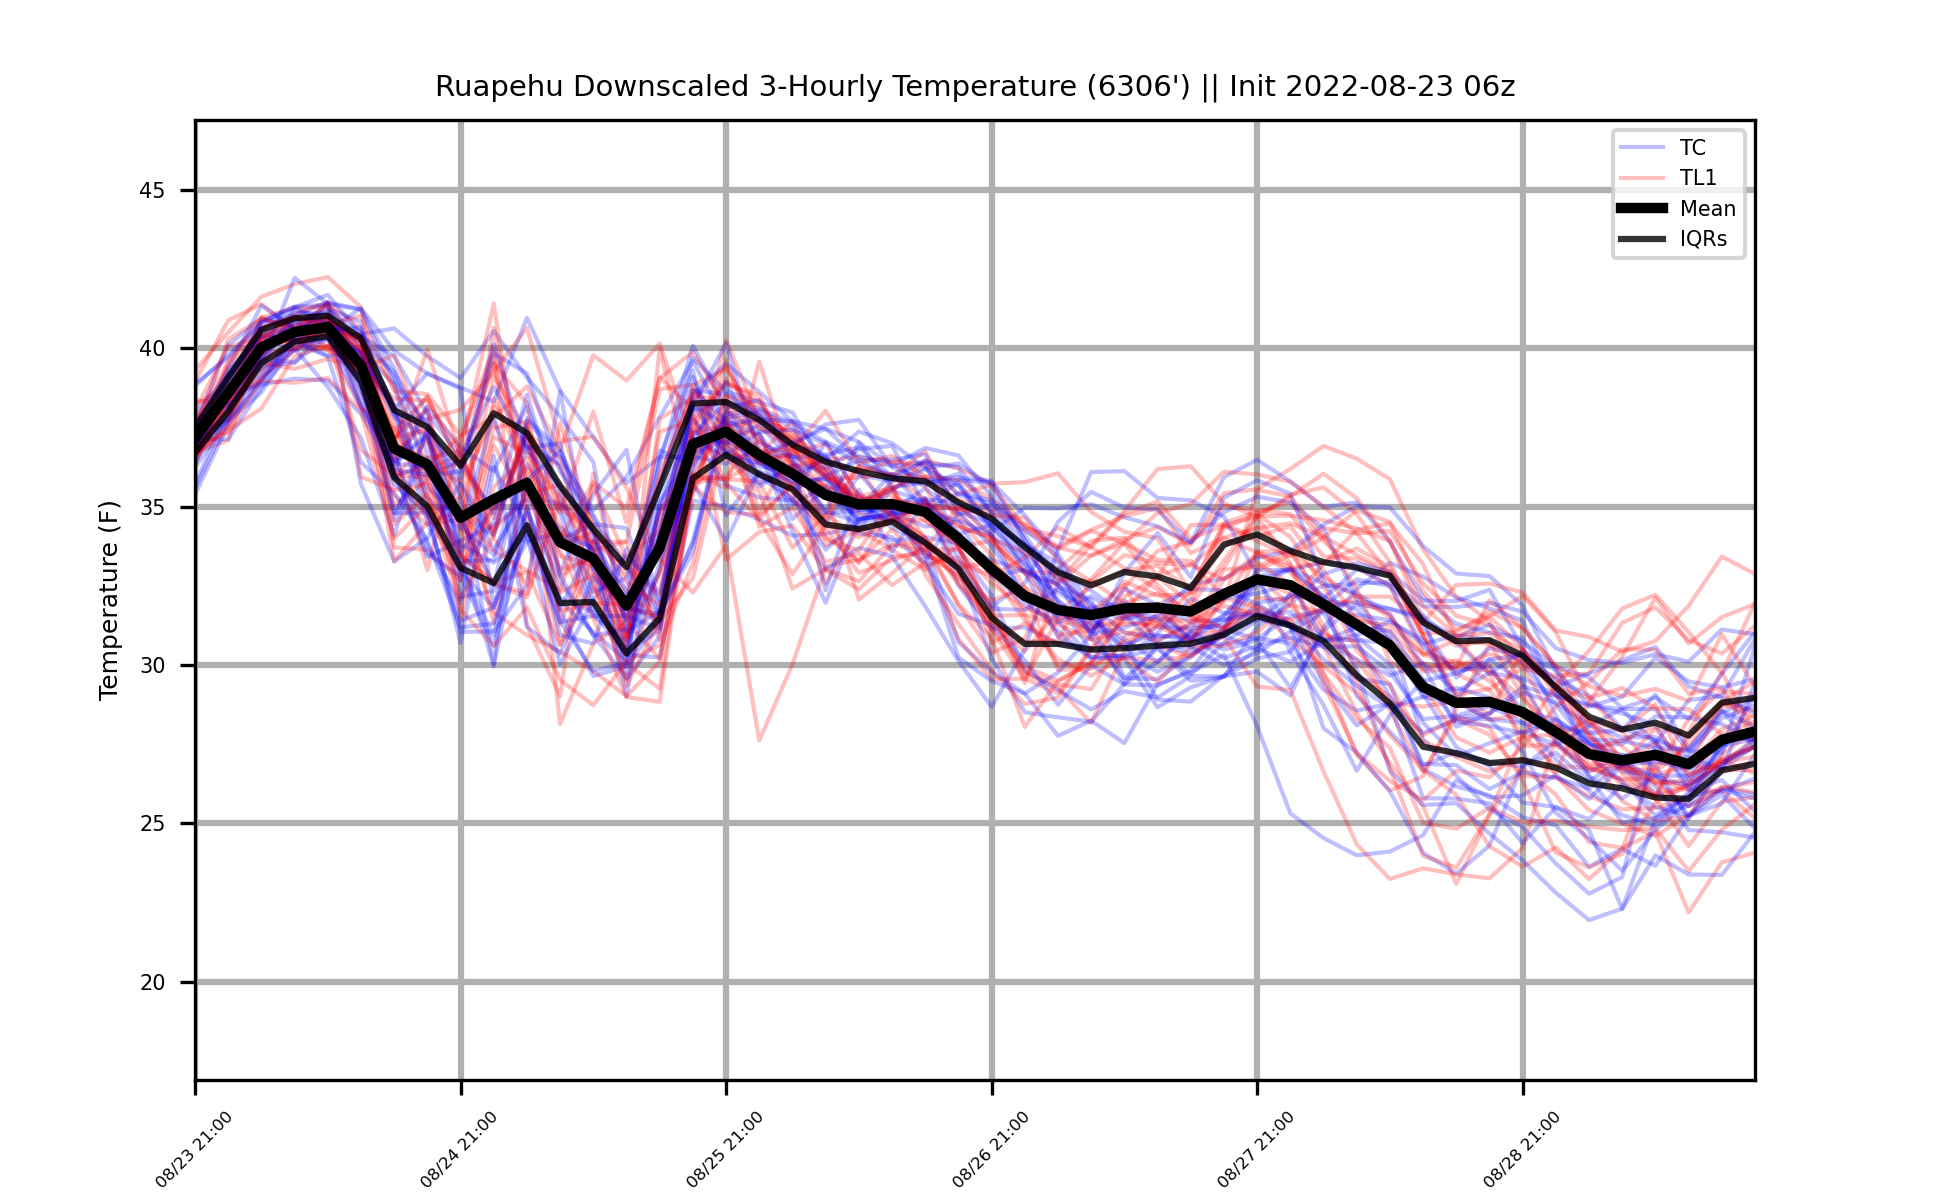 Ruapehu Downscaled 3-Hourly Temperature (6306') || Init 2022-08-23 06z
TC
TL1
Mean
IQRs
Temperature (F)
45
40
35
30
25
20
08/23 21:00
08/24 21:00
08/25 21:00
08/26 21:00
08/27 21:00
08/28 21:00